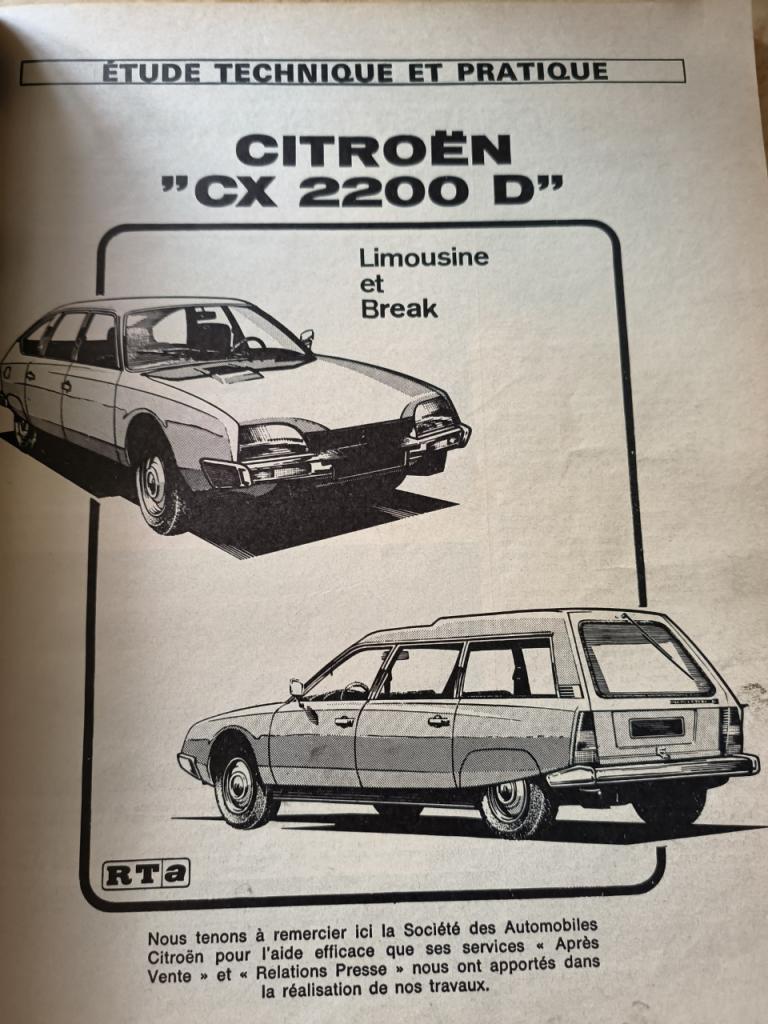 ÉTUDE TECHNIQUE ET PRATIQUE
CITROËN
"CX 2200 D"
Limousine
et
Break
RTa
Nous tenons à remercier ici la Société des Automobiles
Citroën pour l'aide efficace que ses services « Après
Vente » et « Relations Presse » nous ont apportés dans
la réalisation de nos travaux.